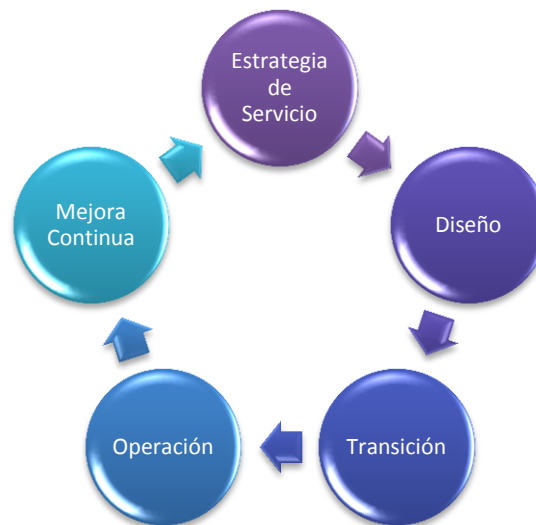 Estrategia
de
Servicio
Diseño
Transición
Operación
Mejora
Continua